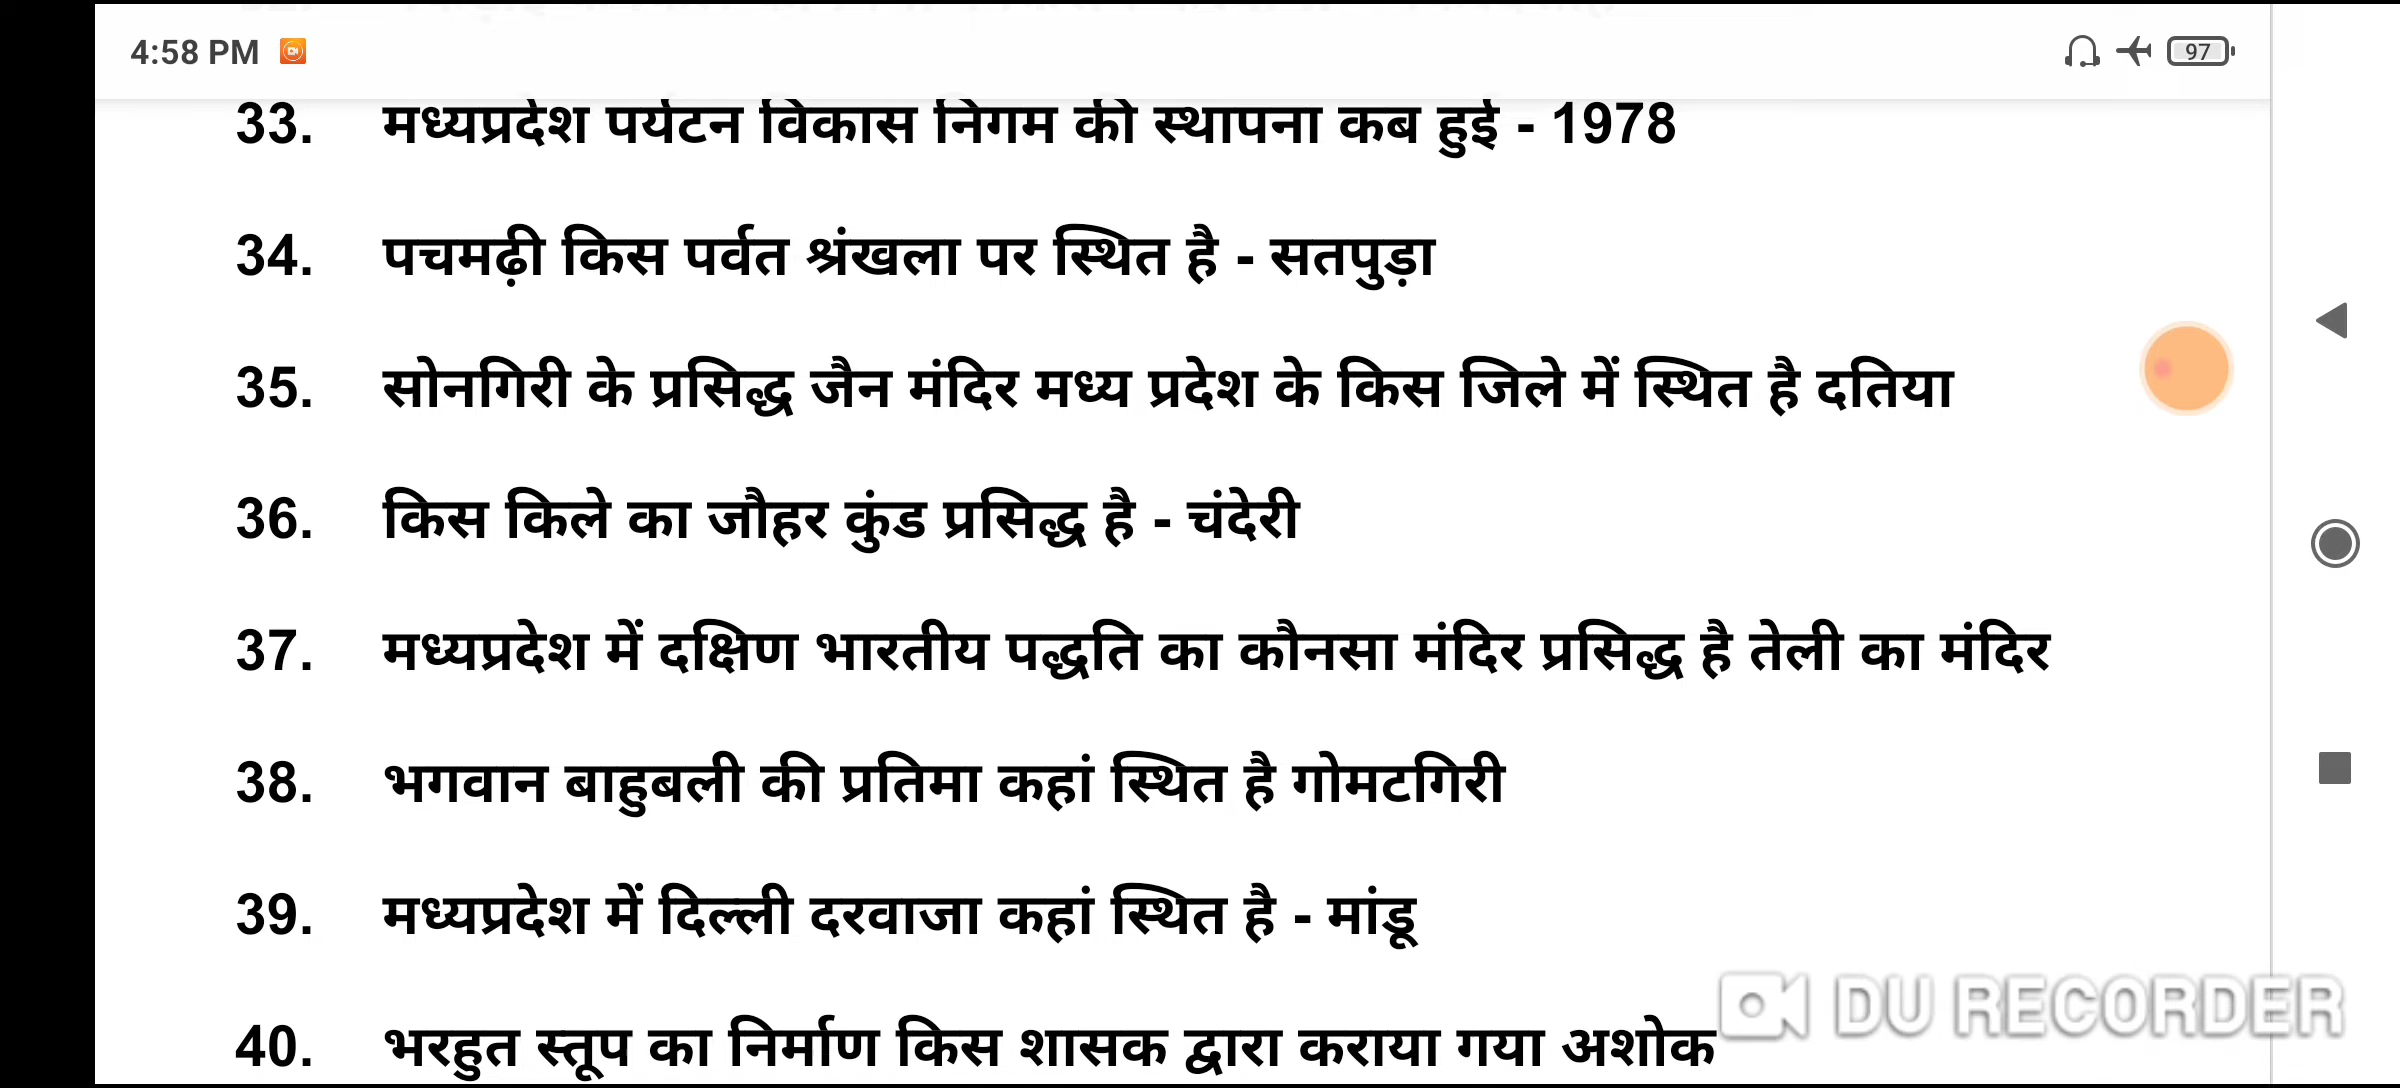 4:58 PM
97
33. मध्यप्रदेश पर्यटन विकास निगम की स्थापना कब हुई - 1978
34. पचमढ़ी किस पर्वत श्रंखला पर स्थित है - सतपुड़ा
35. सोनगिरी के प्रसिद्ध जैन मंदिर मध्य प्रदेश के किस जिले में स्थित है दतिया
36. किस किले का जौहर कुंड प्रसिद्ध है - चंदेरी
37. मध्यप्रदेश में दक्षिण भारतीय पद्धति का कौनसा मंदिर प्रसिद्ध है तेली का मंदिर
38. भगवान बाहुबली की प्रतिमा कहां स्थित है गोमटगिरी
39. मध्यप्रदेश में दिल्ली दरवाजा कहां स्थित है - मांडू
DU RECORDER
40. भरहुत स्तूप का निर्माण किस शासक द्वारा कराया गया अशोक